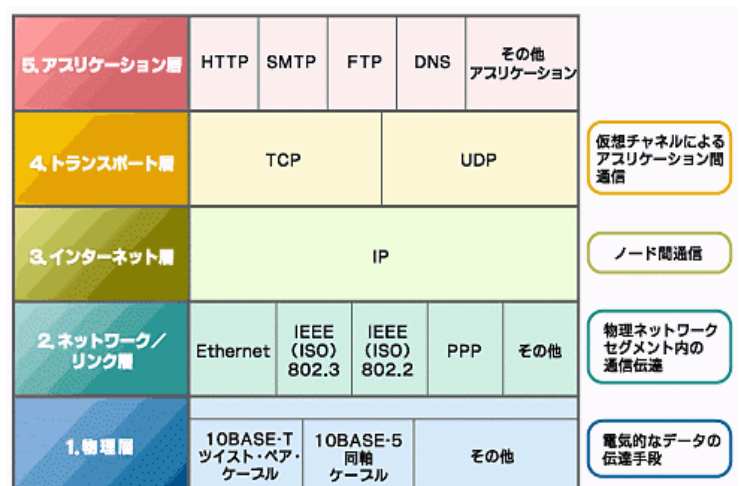 5.アプリケーション層
HTTP
SMTP
FTP
DNS
その他
アプリケーション
4.トランスポート層
TCP
UDP
仮想チャネルによる
アプリケーション間
通信
3.インターネット層
IP
ノード間通信
2.ネットワーク／
リンク層
Ethernet
IEEE
(ISO)
802.3
IEEE
(ISO)
802.2
PPP
その他
物理ネットワーク
セグメント内の
通信伝達
1.物理層
10BASE-T
ツイスト・ペア・
ケーブル
10BASE-5
同軸
ケーブル
その他
電気的なデータの
伝達手段